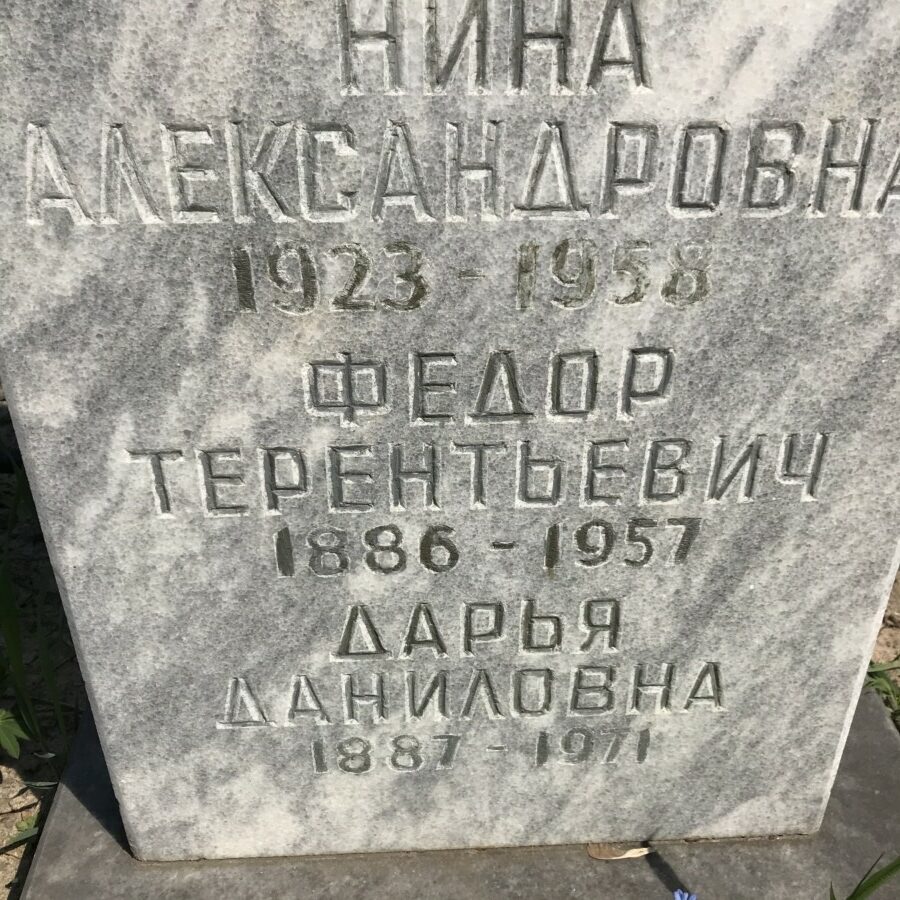 НИНА
АЛЕКСАНДРОВНА
1923 - 1958
ФЕДОР
ТЕРЕНТЬЕВИЧ
1886 - 1957
ДАРЬЯ
ДАНИЛОВНА
1887 - 1971